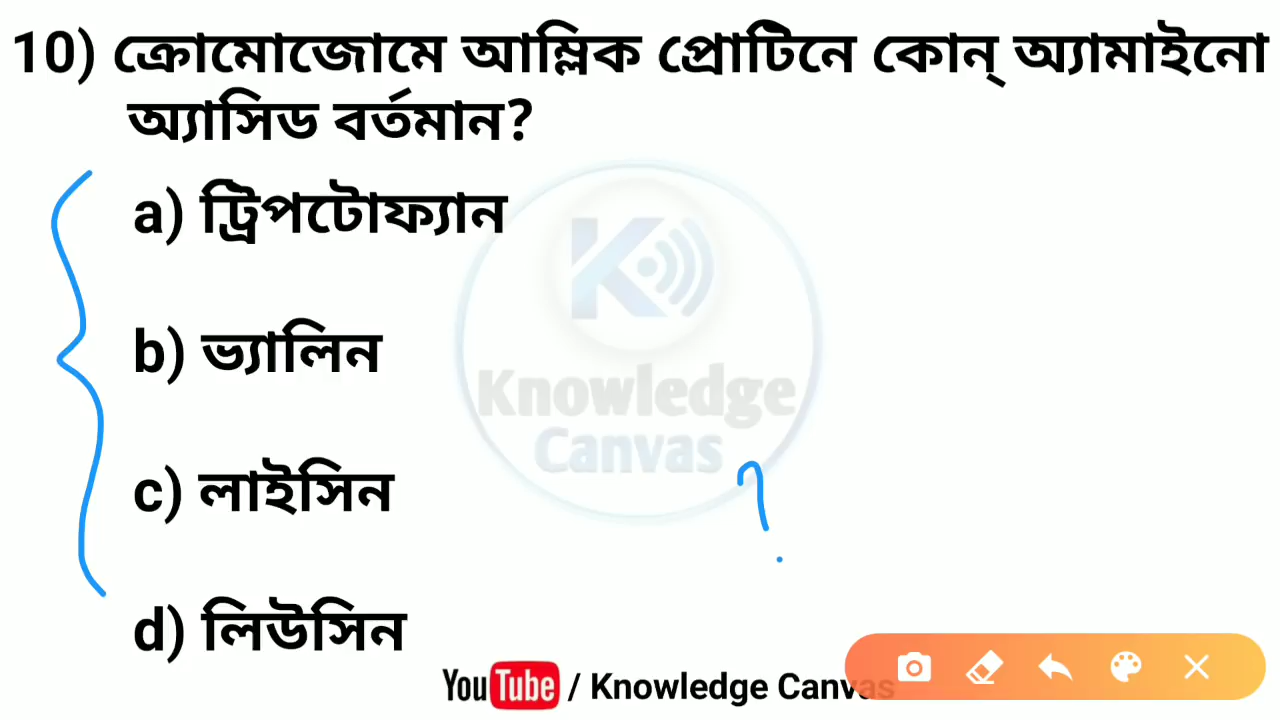 10) ক্রোমোজোমে আম্লিক প্রোটিনে কোন্ অ্যামাইনো
অ্যাসিড বর্তমান?
a) ট্রিপটোফ্যান
b) ভ্যালিন
Knowledge
Canvas
c) লাইসিন
?
d) লিউসিন
YouTube / Knowledge Canvas